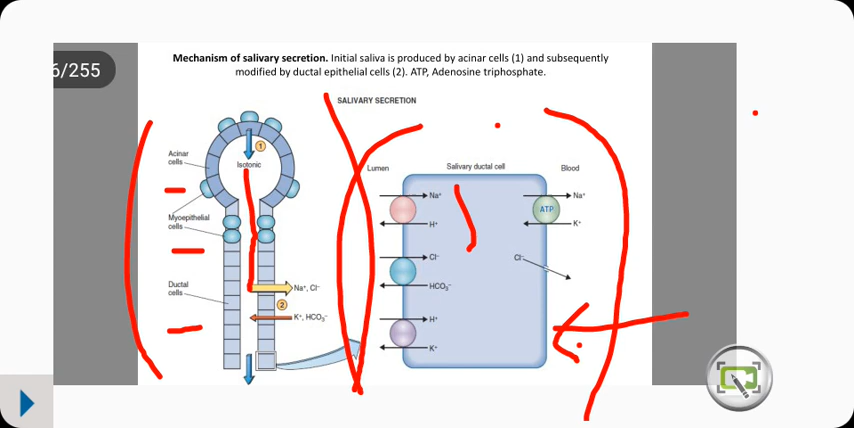 Mechanism of salivary secretion. Initial saliva is produced by acinar cells (1) and subsequently
modified by ductal epithelial cells (2). ATP, Adenosine triphosphate.
6/255
SALIVARY SECRETION
Acinar
cells
1
Isotonic
Myoepithelial
cells
Ductal
cells
Na⁺, Cl⁻
2
K⁺, HCO₃⁻
Lumen
Salivary ductal cell
Blood
Na⁺
H⁺
Cl⁻
HCO₃⁻
H⁺
K⁺
ATP
Na⁺
K⁺
Cl⁻